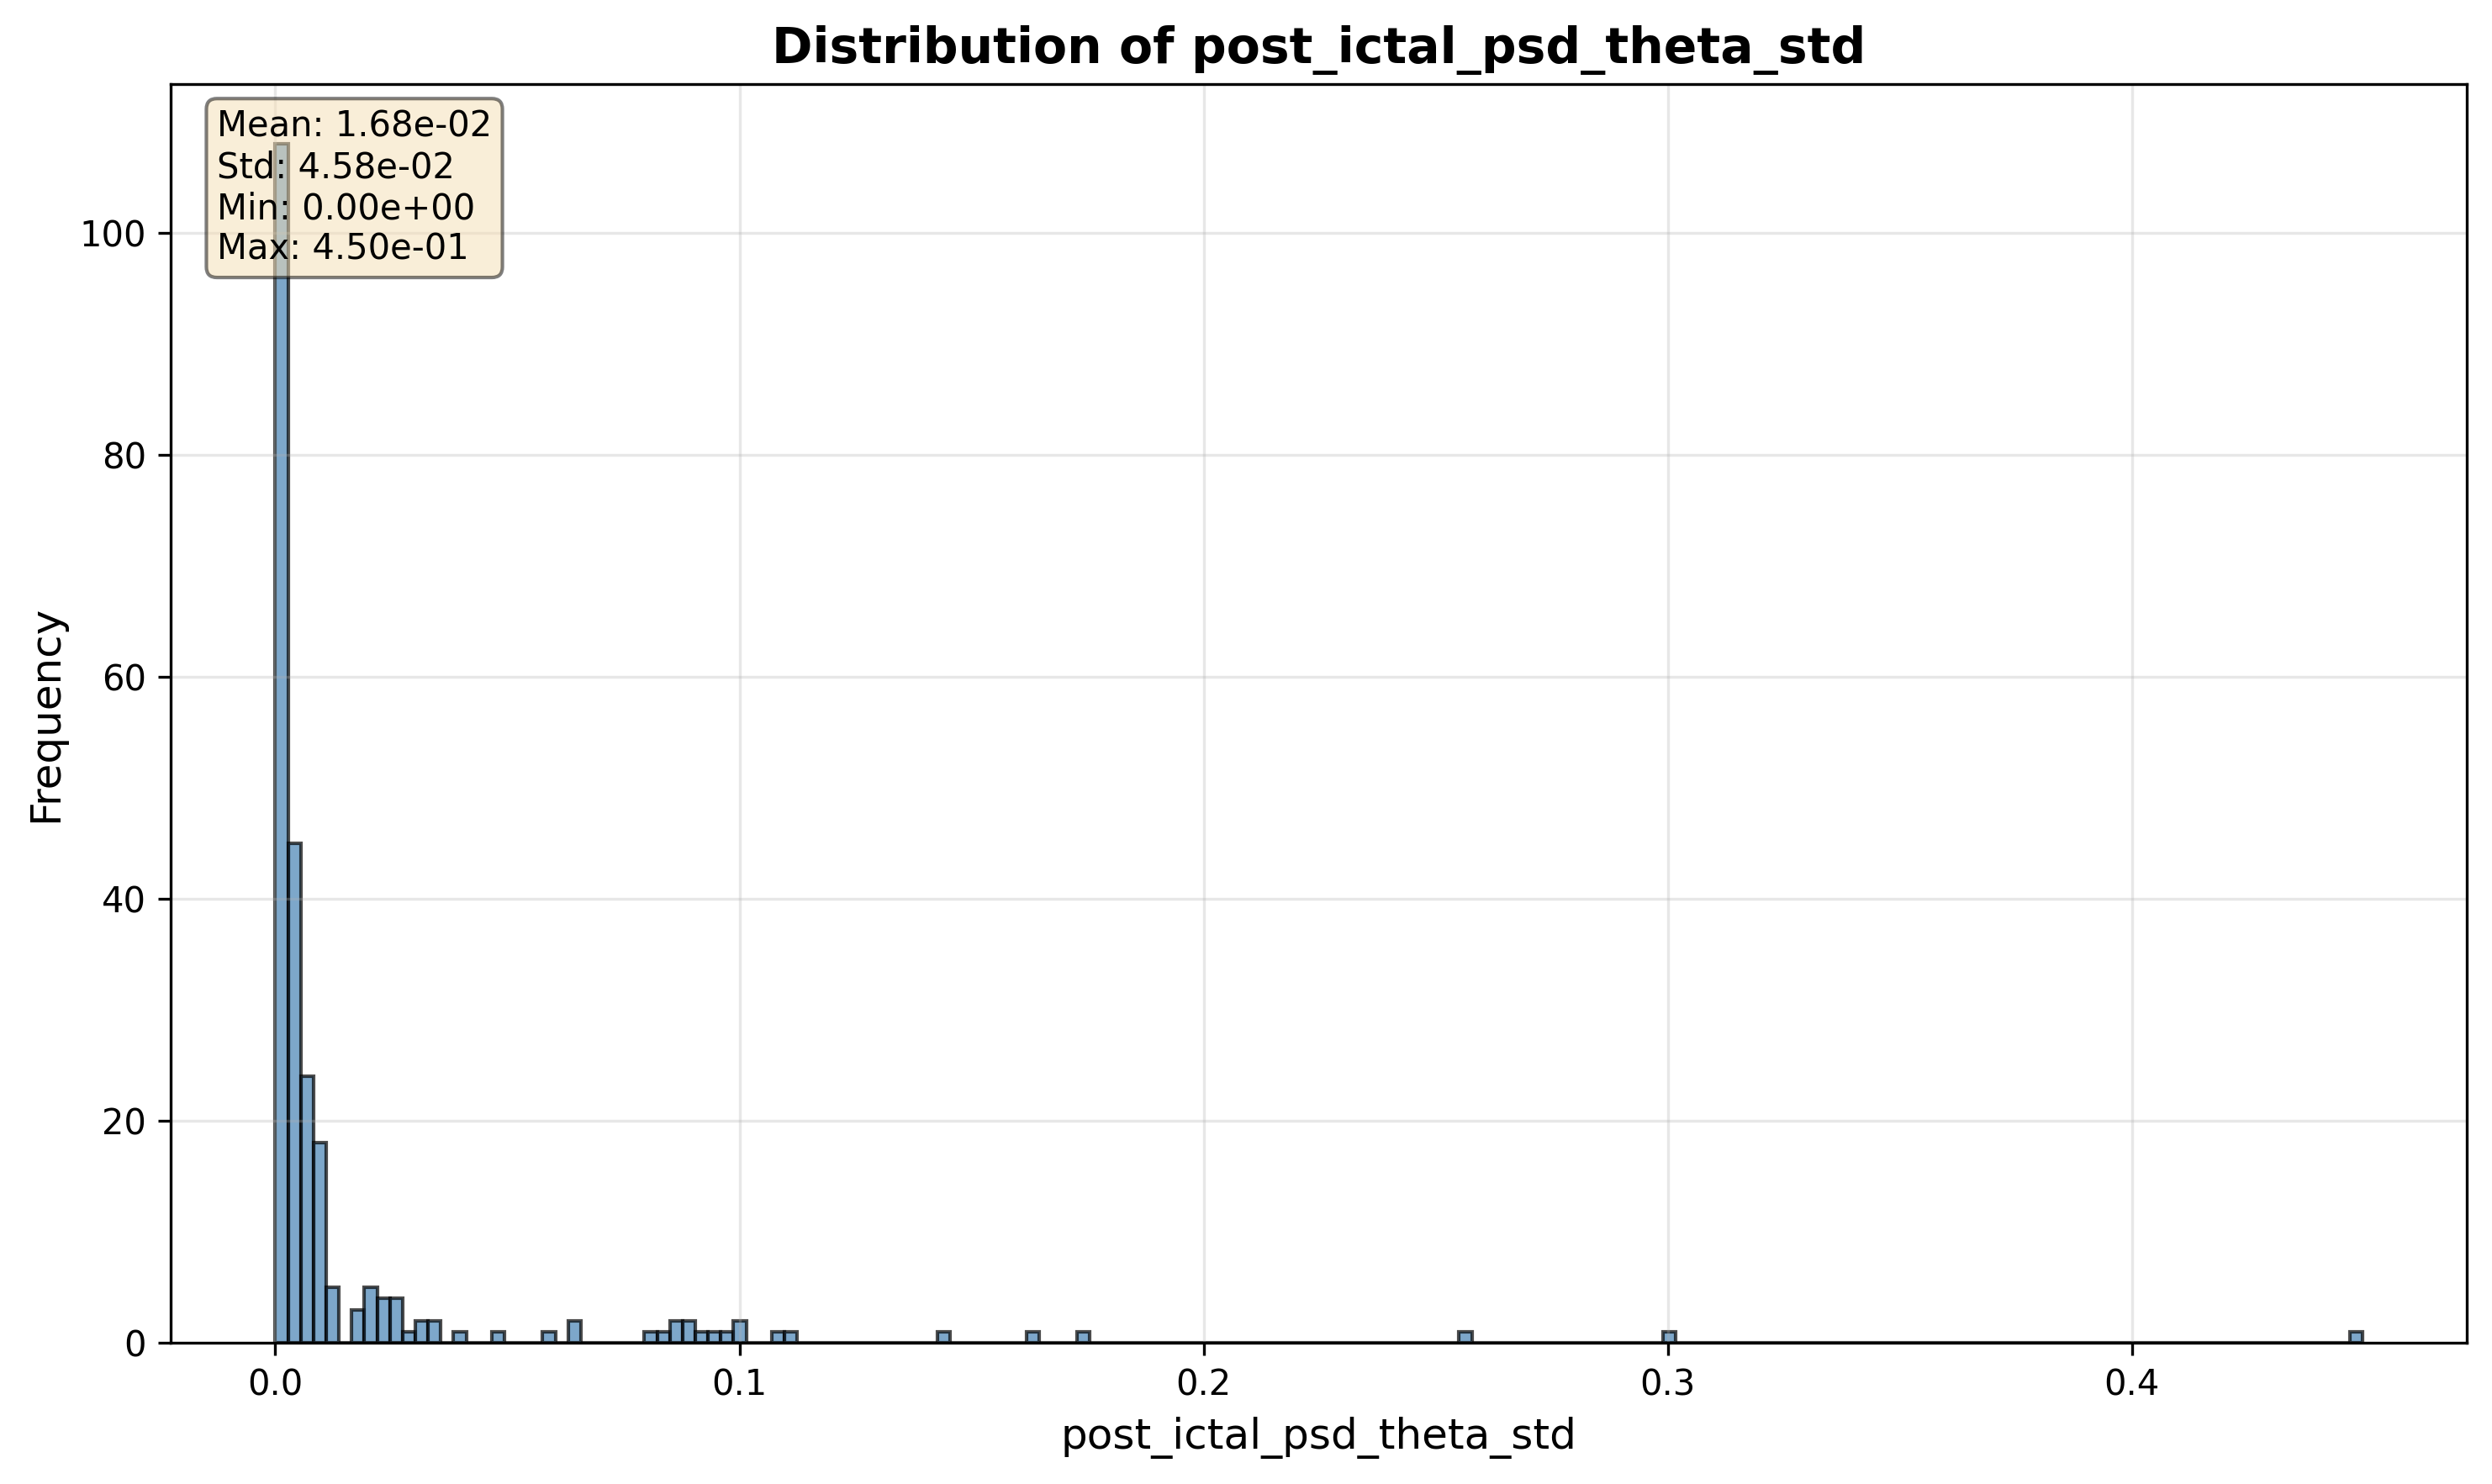 Distribution of post_ictal_psd_theta_std
Mean: 1.68e-02
Std: 4.58e-02
Min: 0.00e+00
Max: 4.50e-01
100
80
60
40
20
0
Frequency
0.0 0.1 0.2 0.3 0.4
post_ictal_psd_theta_std